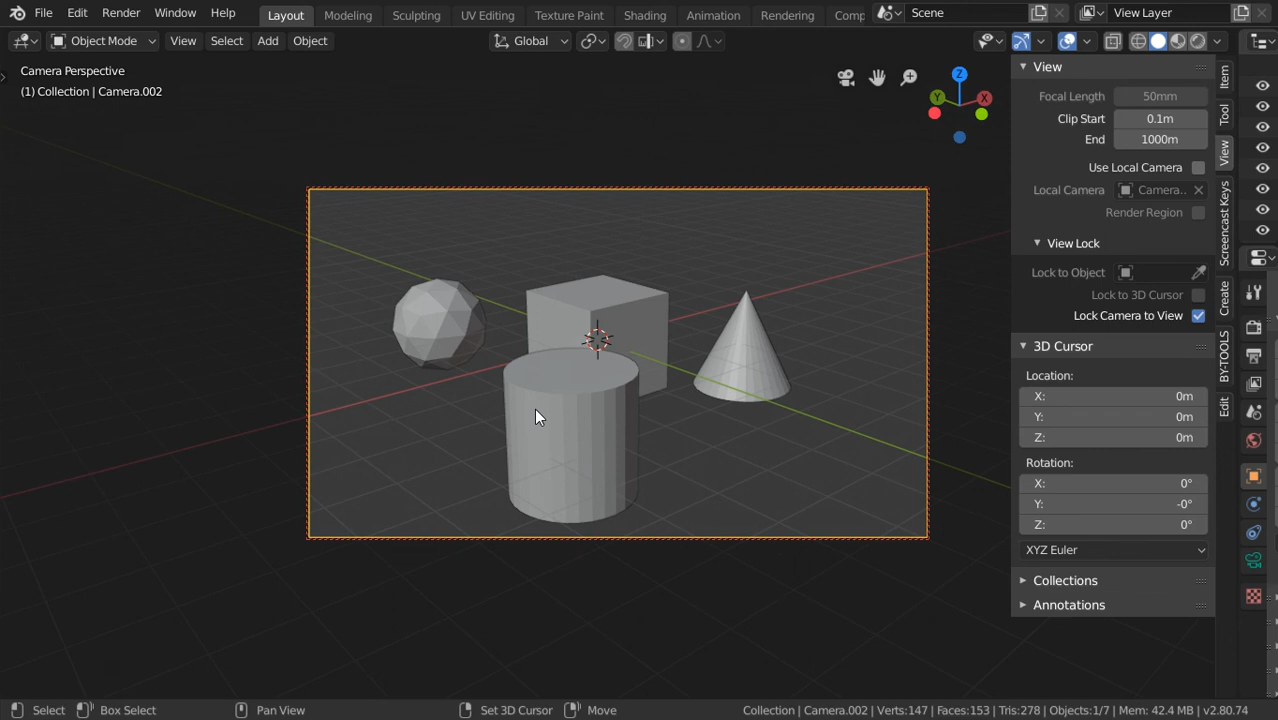 File Edit Render Window Help Layout Modeling Sculpting UV Editing Texture Paint Shading Animation Rendering Comp Scene View Layer
Object Mode View Select Add Object Global
Camera Perspective
(1) Collection | Camera.002
Z
Y
X
View
Focal Length 50mm
Clip Start 0.1m
End 1000m
Use Local Camera
Local Camera Camera..
Render Region
View Lock
Lock to Object
Lock to 3D Cursor
Lock Camera to View
3D Cursor
Location:
X: 0m
Y: 0m
Z: 0m
Rotation:
X: 0°
Y: -0°
Z: 0°
XYZ Euler
Collections
Annotations
Item
Tool
View
Screencast Keys
Create
BY-TOOLS
Edit
Select Box Select Pan View Set 3D Cursor Move Collection | Camera.002 | Verts:147 | Faces:153 | Tris:278 | Objects:1/7 | Mem: 42.4 MB | v2.80.74